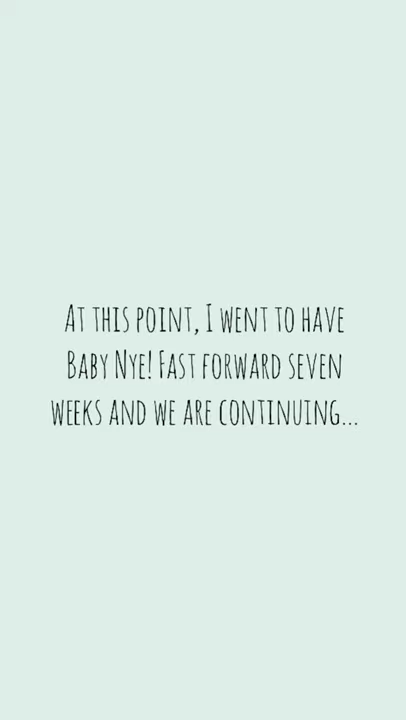 At this point, I went to have
Baby Nye! Fast forward seven
weeks and we are continuing...